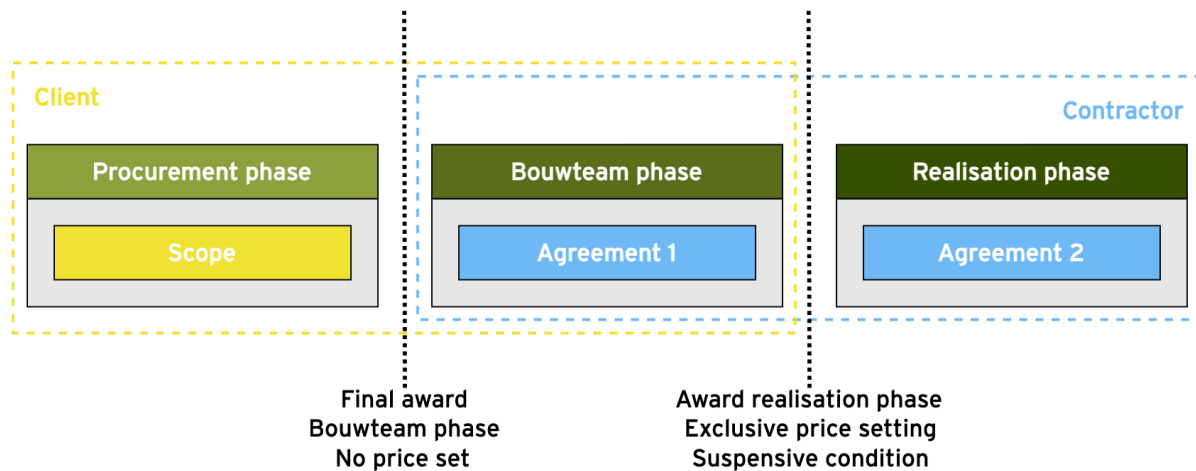 Client
Contractor
Procurement phase
Bouwteam phase
Realisation phase
Scope
Agreement 1
Agreement 2
Final award
Bouwteam phase
No price set
Award realisation phase
Exclusive price setting
Suspensive condition